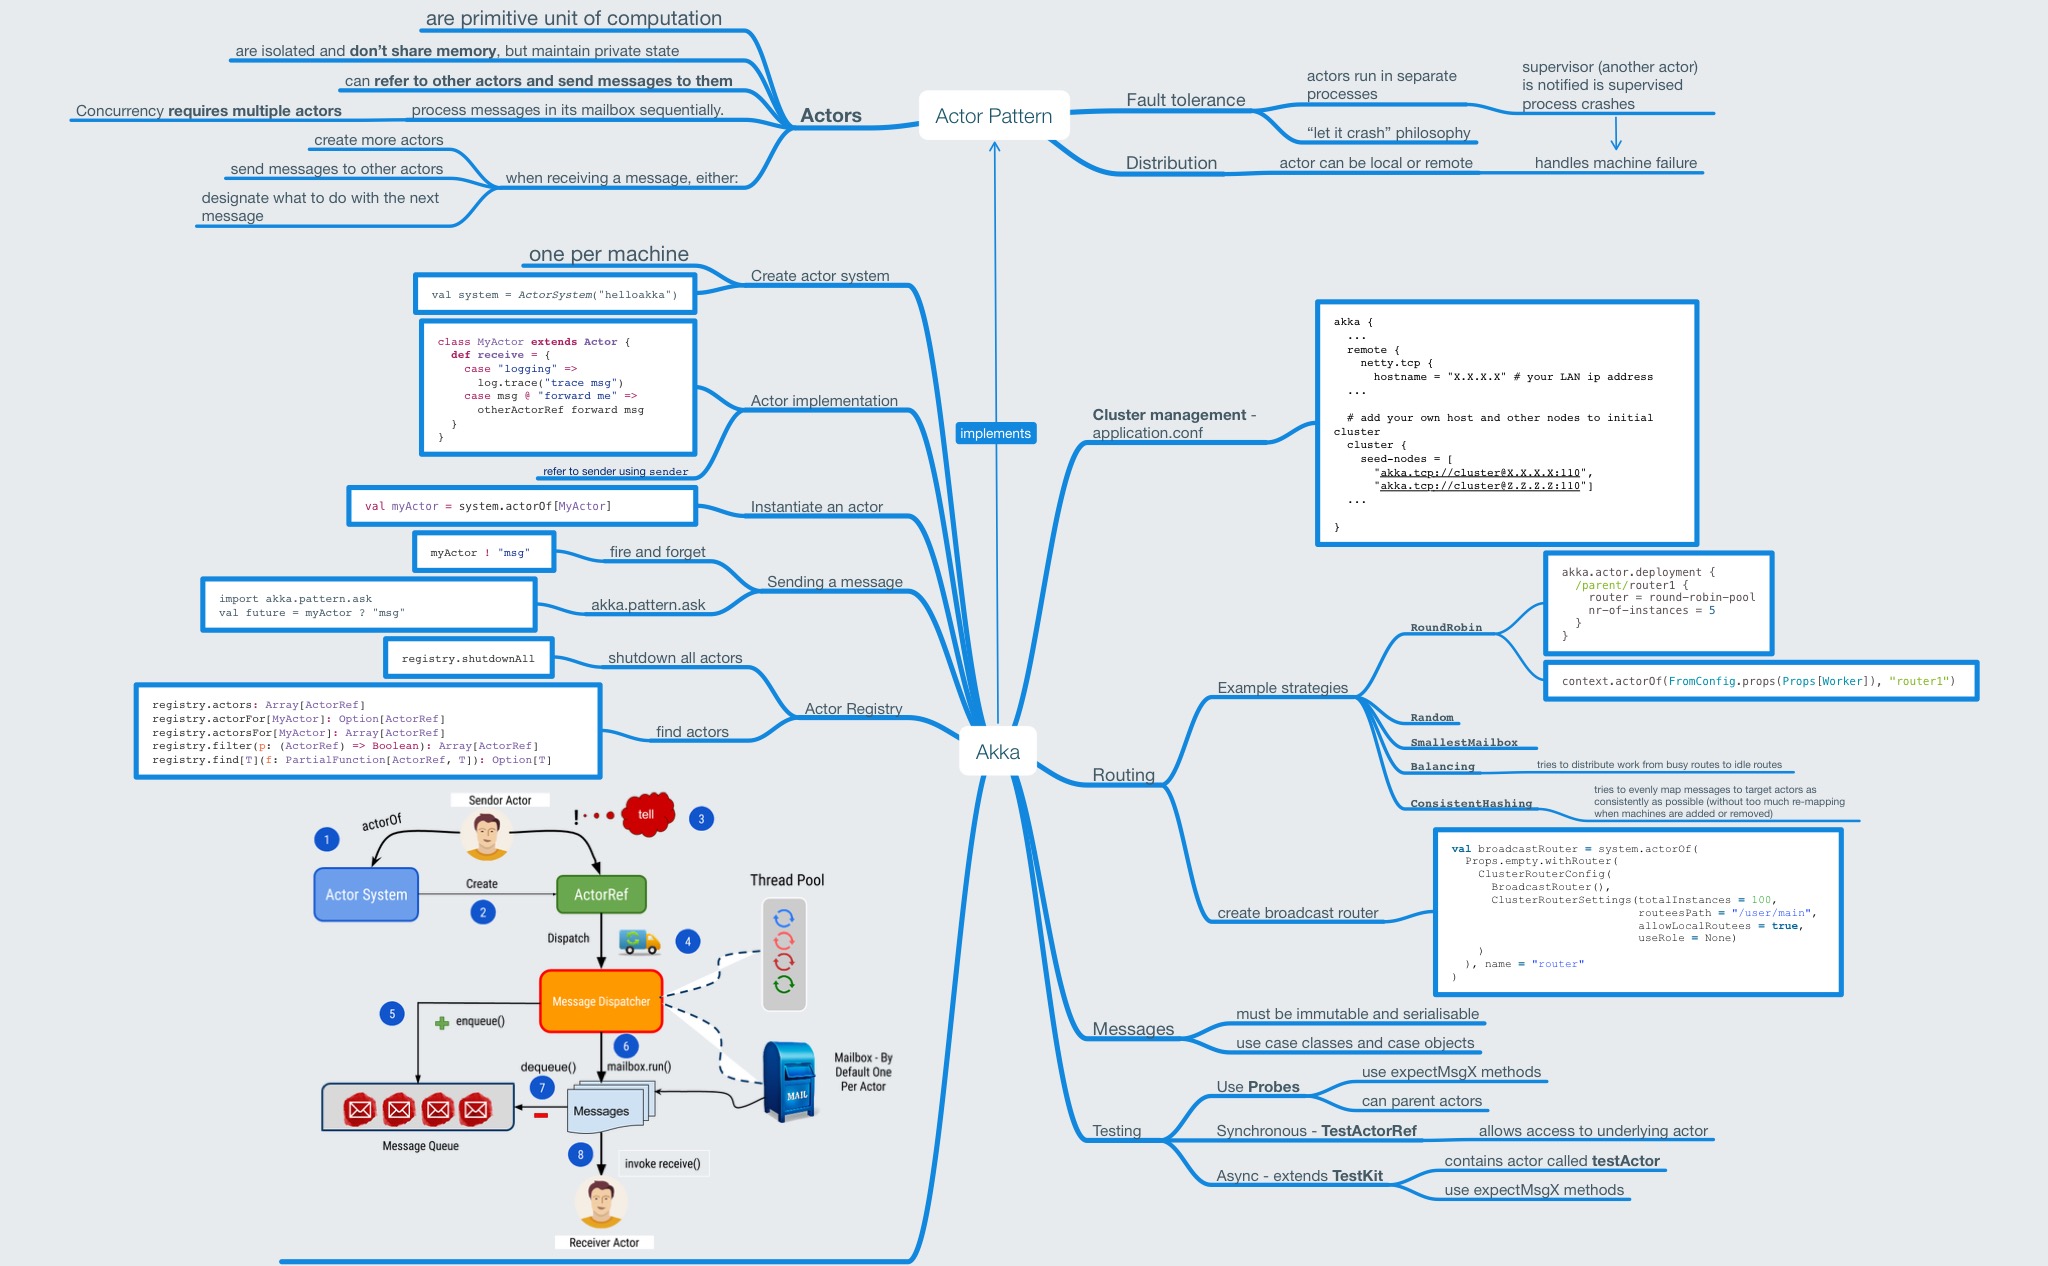 are primitive unit of computation
are isolated and don't share memory, but maintain private state
can refer to other actors and send messages to them
Concurrency requires multiple actors
process messages in its mailbox sequentially.
create more actors
send messages to other actors
designate what to do with the next
message
when receiving a message, either:
Actors
Actor Pattern
Fault tolerance
actors run in separate
processes
supervisor (another actor)
is notified is supervised
process crashes
“let it crash” philosophy
Distribution
actor can be local or remote
handles machine failure
implements
Akka
one per machine
Create actor system
val system = ActorSystem("helloakka")
class MyActor extends Actor {
def receive = {
case "logging" =>
log.trace("trace msg")
case msg @ "forward me" =>
otherActorRef forward msg
}
}
Actor implementation
refer to sender using sender
val myActor = system.actorOf[MyActor]
Instantiate an actor
myActor ! "msg"
fire and forget
Sending a message
import akka.pattern.ask
val future = myActor ? "msg"
akka.pattern.ask
registry.shutdownAll
shutdown all actors
Actor Registry
registry.actors: Array[ActorRef]
registry.actorFor[MyActor]: Option[ActorRef]
registry.actorsFor[MyActor]: Array[ActorRef]
registry.filter(p: (ActorRef) => Boolean): Array[ActorRef]
registry.find[T](f: PartialFunction[ActorRef, T]): Option[T]
find actors
Sendor Actor
1
actorOf
!
tell
3
Actor System
Create
2
ActorRef
Thread Pool
Dispatch
4
Message Dispatcher
5
enqueue()
6
dequeue()
mailbox.run()
7
Messages
MAIL
Mailbox - By
Default One
Per Actor
Message Queue
8
invoke receive()
Receiver Actor
Cluster management -
application.conf
akka {
...
remote {
netty.tcp {
hostname = "X.X.X.X" # your LAN ip address
...
# add your own host and other nodes to initial
cluster
cluster {
seed-nodes = [
"akka.tcp://cluster@X.X.X.X:110",
"akka.tcp://cluster@Z.Z.Z.Z:110"]
...
}
Routing
Example strategies
RoundRobin
akka.actor.deployment {
/parent/router1 {
router = round-robin-pool
nr-of-instances = 5
}
}
context.actorOf(FromConfig.props(Props[Worker]), "router1")
Random
SmallestMailbox
Balancing
tries to distribute work from busy routes to idle routes
ConsistentHashing
tries to evenly map messages to target actors as
consistently as possible (without too much re-mapping
when machines are added or removed)
create broadcast router
val broadcastRouter = system.actorOf(
Props.empty.withRouter(
ClusterRouterConfig(
BroadcastRouter(),
ClusterRouterSettings(totalInstances = 100,
routeesPath = "/user/main",
allowLocalRoutees = true,
useRole = None)
)
), name = "router"
)
Messages
must be immutable and serialisable
use case classes and case objects
Testing
Use Probes
use expectMsgX methods
can parent actors
Synchronous - TestActorRef
allows access to underlying actor
Async - extends TestKit
contains actor called testActor
use expectMsgX methods